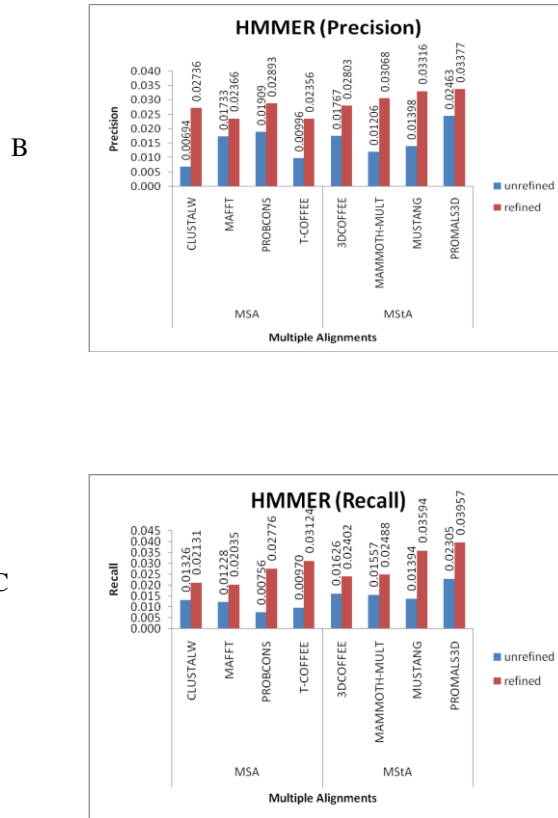 B
HMMER (Precision)
Precision
0.040
0.035
0.030
0.025
0.020
0.015
0.010
0.005
0.000
0.00694
0.02736
0.01733
0.02366
0.01909
0.02893
0.00996
0.02356
0.01767
0.02803
0.01206
0.03068
0.01398
0.03316
0.02463
0.03377
CLUSTALW
MAFFT
PROBCONS
T-COFFEE
3DCOFFEE
MAMMOTH-MULT
MUSTANG
PROMALS3D
MSA
MStA
Multiple Alignments
unrefined
refined
C
HMMER (Recall)
Recall
0.045
0.040
0.035
0.030
0.025
0.020
0.015
0.010
0.005
0.000
0.01326
0.02131
0.01228
0.02035
0.00756
0.02776
0.00970
0.03124
0.01626
0.02402
0.01557
0.02488
0.01394
0.03594
0.02305
0.03957
CLUSTALW
MAFFT
PROBCONS
T-COFFEE
3DCOFFEE
MAMMOTH-MULT
MUSTANG
PROMALS3D
MSA
MStA
Multiple Alignments
unrefined
refined